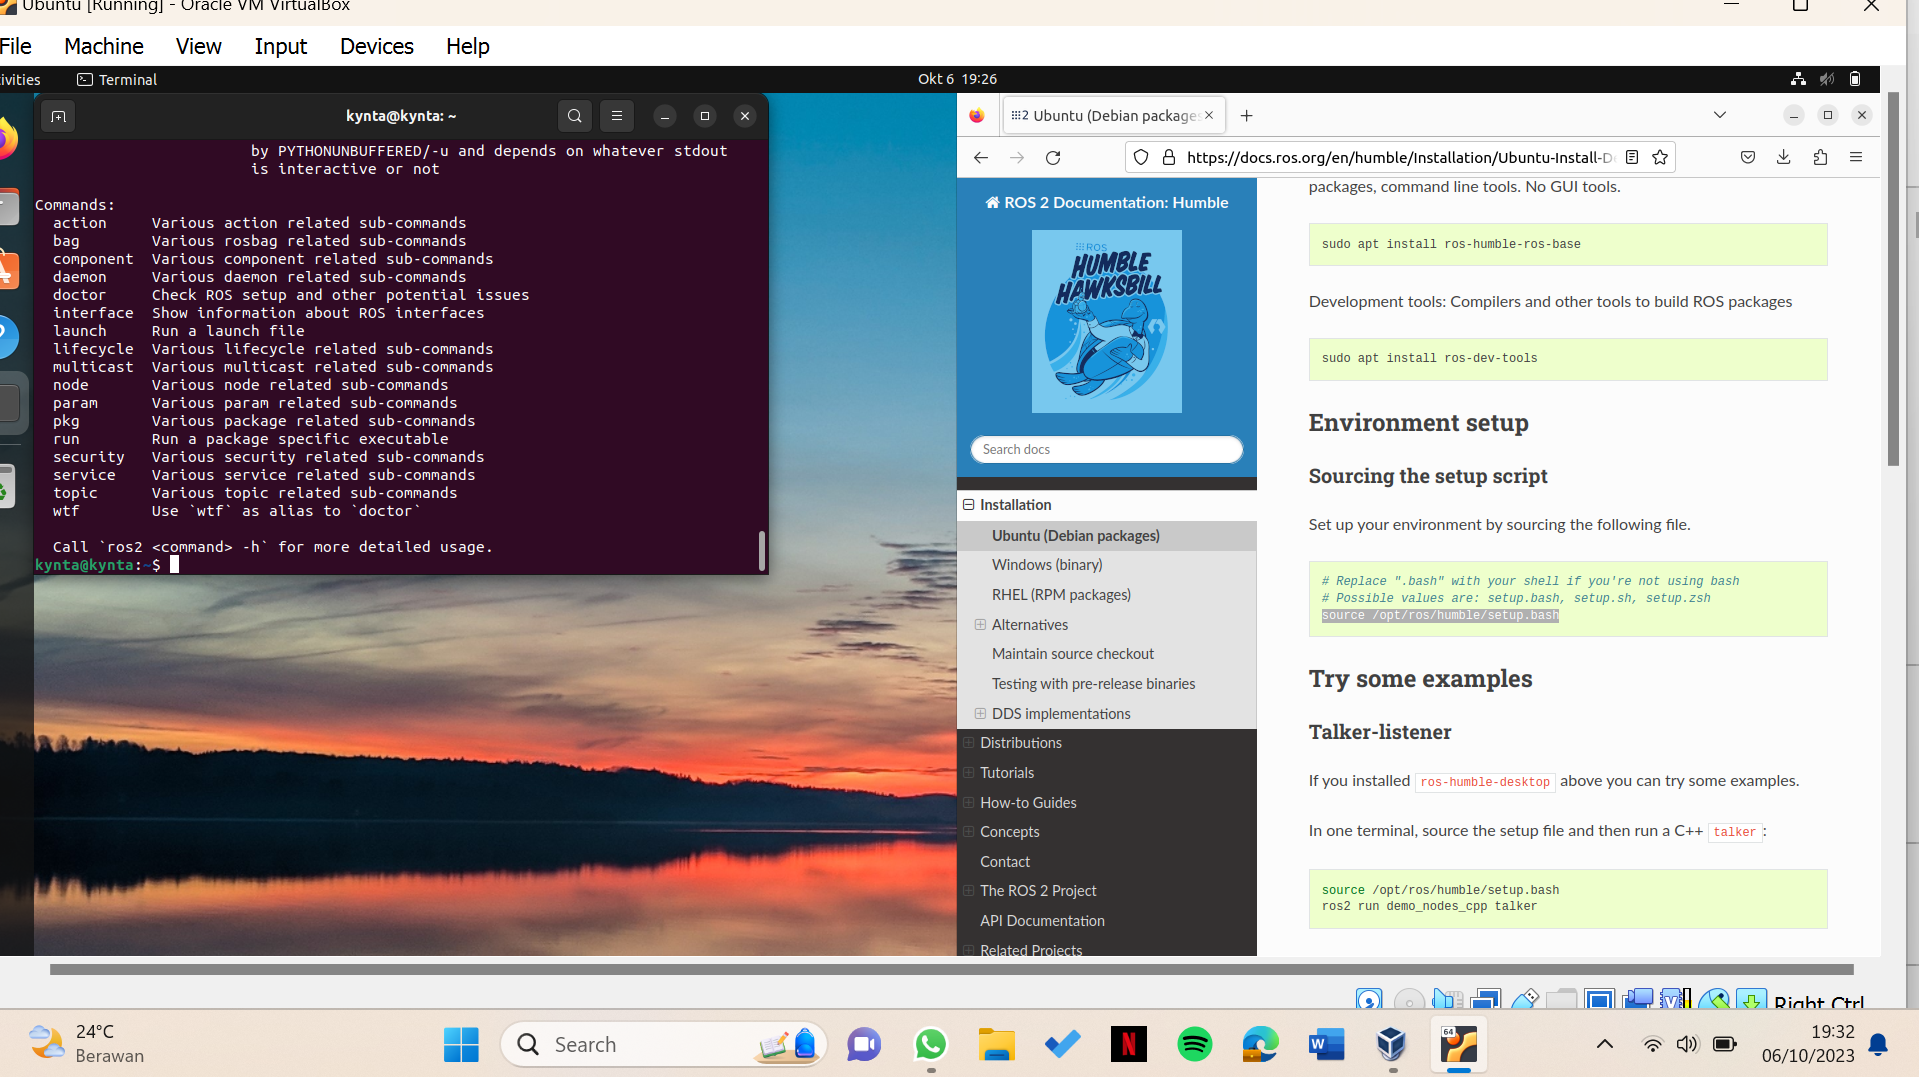 Ubuntu [Running] - Oracle VM VirtualBox
File Machine View Input Devices Help
ivities Terminal Okt 6 19:26
kynta@kynta: ~
by PYTHONUNBUFFERED/-u and depends on whatever stdout
is interactive or not
Commands:
action Various action related sub-commands
bag Various rosbag related sub-commands
component Various component related sub-commands
daemon Various daemon related sub-commands
doctor Check ROS setup and other potential issues
interface Show information about ROS interfaces
launch Run a launch file
lifecycle Various lifecycle related sub-commands
multicast Various multicast related sub-commands
node Various node related sub-commands
param Various param related sub-commands
pkg Various package related sub-commands
run Run a package specific executable
security Various security related sub-commands
service Various service related sub-commands
topic Various topic related sub-commands
wtf Use `wtf` as alias to `doctor`
Call `ros2 <command> -h` for more detailed usage.
kynta@kynta:~$
2 Ubuntu (Debian packages
https://docs.ros.org/en/humble/Installation/Ubuntu-Install-De
ROS 2 Documentation: Humble
ROS
HUMBLE
HAWKSBILL
Search docs
Installation
Ubuntu (Debian packages)
Windows (binary)
RHEL (RPM packages)
Alternatives
Maintain source checkout
Testing with pre-release binaries
DDS implementations
Distributions
Tutorials
How-to Guides
Concepts
Contact
The ROS 2 Project
API Documentation
Related Projects
packages, command line tools. No GUI tools.
sudo apt install ros-humble-ros-base
Development tools: Compilers and other tools to build ROS packages
sudo apt install ros-dev-tools
Environment setup
Sourcing the setup script
Set up your environment by sourcing the following file.
# Replace ".bash" with your shell if you're not using bash
# Possible values are: setup.bash, setup.sh, setup.zsh
source /opt/ros/humble/setup.bash
Try some examples
Talker-listener
If you installed ros-humble-desktop above you can try some examples.
In one terminal, source the setup file and then run a C++ talker:
source /opt/ros/humble/setup.bash
ros2 run demo_nodes_cpp talker
Right Ctrl
24°C
Berawan
Search
N
W
64
19:32
06/10/2023